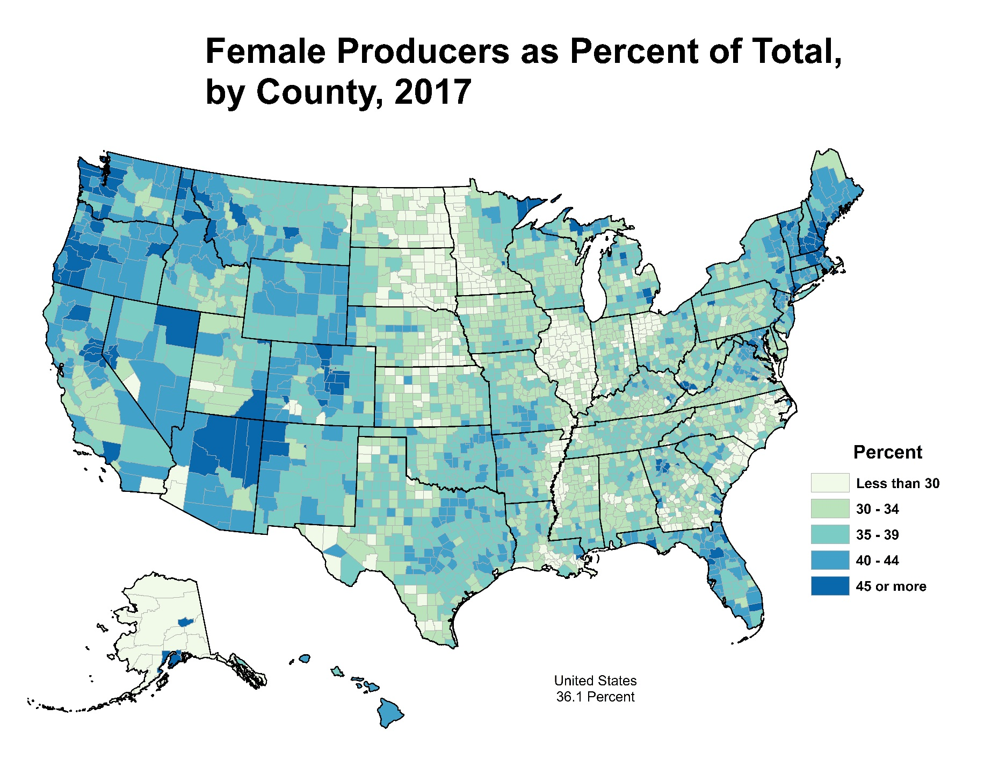 Female Producers as Percent of Total,
by County, 2017
Percent
Less than 30
30 - 34
35 - 39
40 - 44
45 or more
United States
36.1 Percent